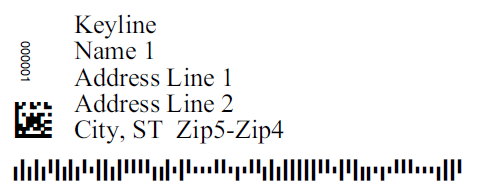 Keyline
000001
Name 1
Address Line 1
Address Line 2
City, ST Zip5-Zip4